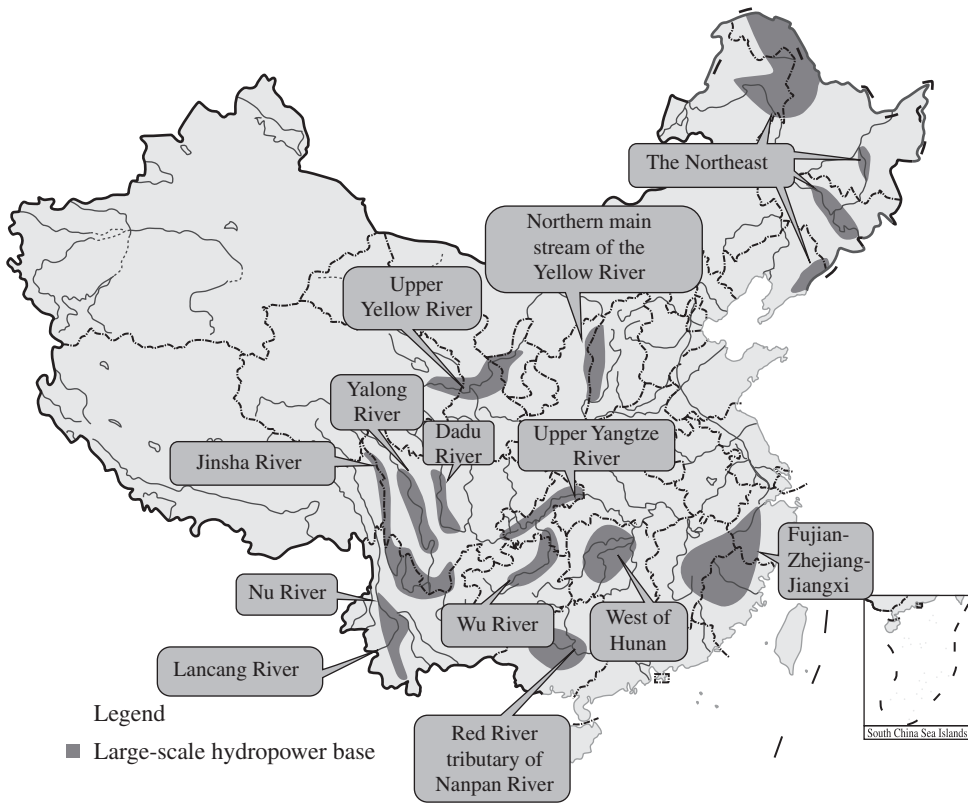 The Northeast
Northern main
stream of the
Yellow River
Upper
Yellow River
Yalong
River
Dadu
River
Upper Yangtze
River
Jinsha River
Fujian-
Zhejiang-
Jiangxi
Nu River
Wu River
West of
Hunan
Lancang River
Red River
tributary of
Nanpan River
Legend
Large-scale hydropower base
South China Sea Islands